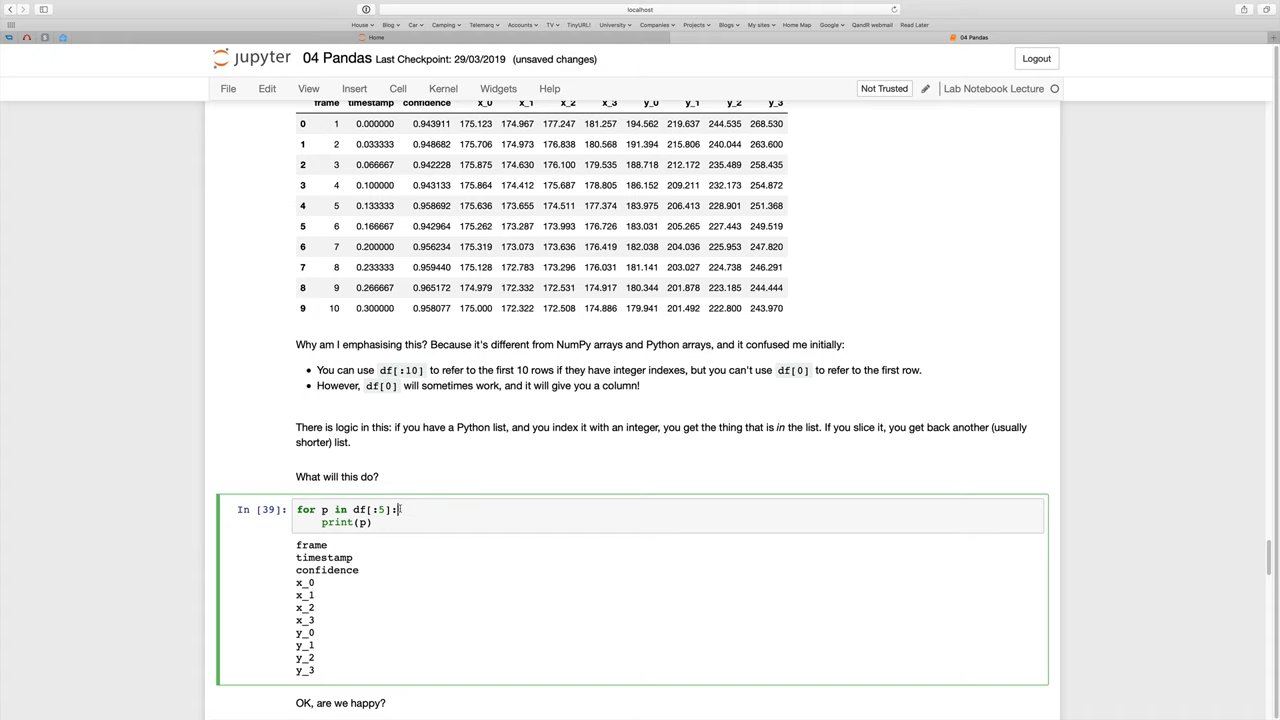 localhost
House Blog Car Camping Telemarq Accounts TV TinyURL! University Companies Projects Blogs My sites Home Map Google QandR webmail Read Later
Home
04 Pandas
jupyter 04 Pandas Last Checkpoint: 29/03/2019 (unsaved changes) Logout
File Edit View Insert Cell Kernel Widgets Help Not Trusted Lab Notebook Lecture
frame timestamp confidence x_0 x_1 x_2 x_3 y_0 y_1 y_2 y_3
0 1 0.000000 0.943911 175.123 174.967 177.247 181.257 194.562 219.637 244.535 268.530
1 2 0.033333 0.948682 175.706 174.973 176.838 180.568 191.394 215.806 240.044 263.600
2 3 0.066667 0.942228 175.875 174.630 176.100 179.535 188.718 212.172 235.489 258.435
3 4 0.100000 0.943133 175.864 174.412 175.687 178.805 186.152 209.211 232.173 254.872
4 5 0.133333 0.958692 175.636 173.655 174.511 177.374 183.975 206.413 228.901 251.368
5 6 0.166667 0.942964 175.262 173.287 173.993 176.726 183.031 205.265 227.443 249.519
6 7 0.200000 0.956234 175.319 173.073 173.636 176.419 182.038 204.036 225.953 247.820
7 8 0.233333 0.959440 175.128 172.783 173.296 176.031 181.141 203.027 224.738 246.291
8 9 0.266667 0.965172 174.979 172.332 172.531 174.917 180.344 201.878 223.185 244.444
9 10 0.300000 0.958077 175.000 172.322 172.508 174.886 179.941 201.492 222.800 243.970
Why am I emphasising this? Because it's different from NumPy arrays and Python arrays, and it confused me initially:
• You can use df[:10] to refer to the first 10 rows if they have integer indexes, but you can't use df[0] to refer to the first row.
• However, df[0] will sometimes work, and it will give you a column!
There is logic in this: if you have a Python list, and you index it with an integer, you get the thing that is in the list. If you slice it, you get back another (usually
shorter) list.
What will this do?
In [39]: for p in df[:5]:
print(p)
frame
timestamp
confidence
x_0
x_1
x_2
x_3
y_0
y_1
y_2
y_3
OK, are we happy?